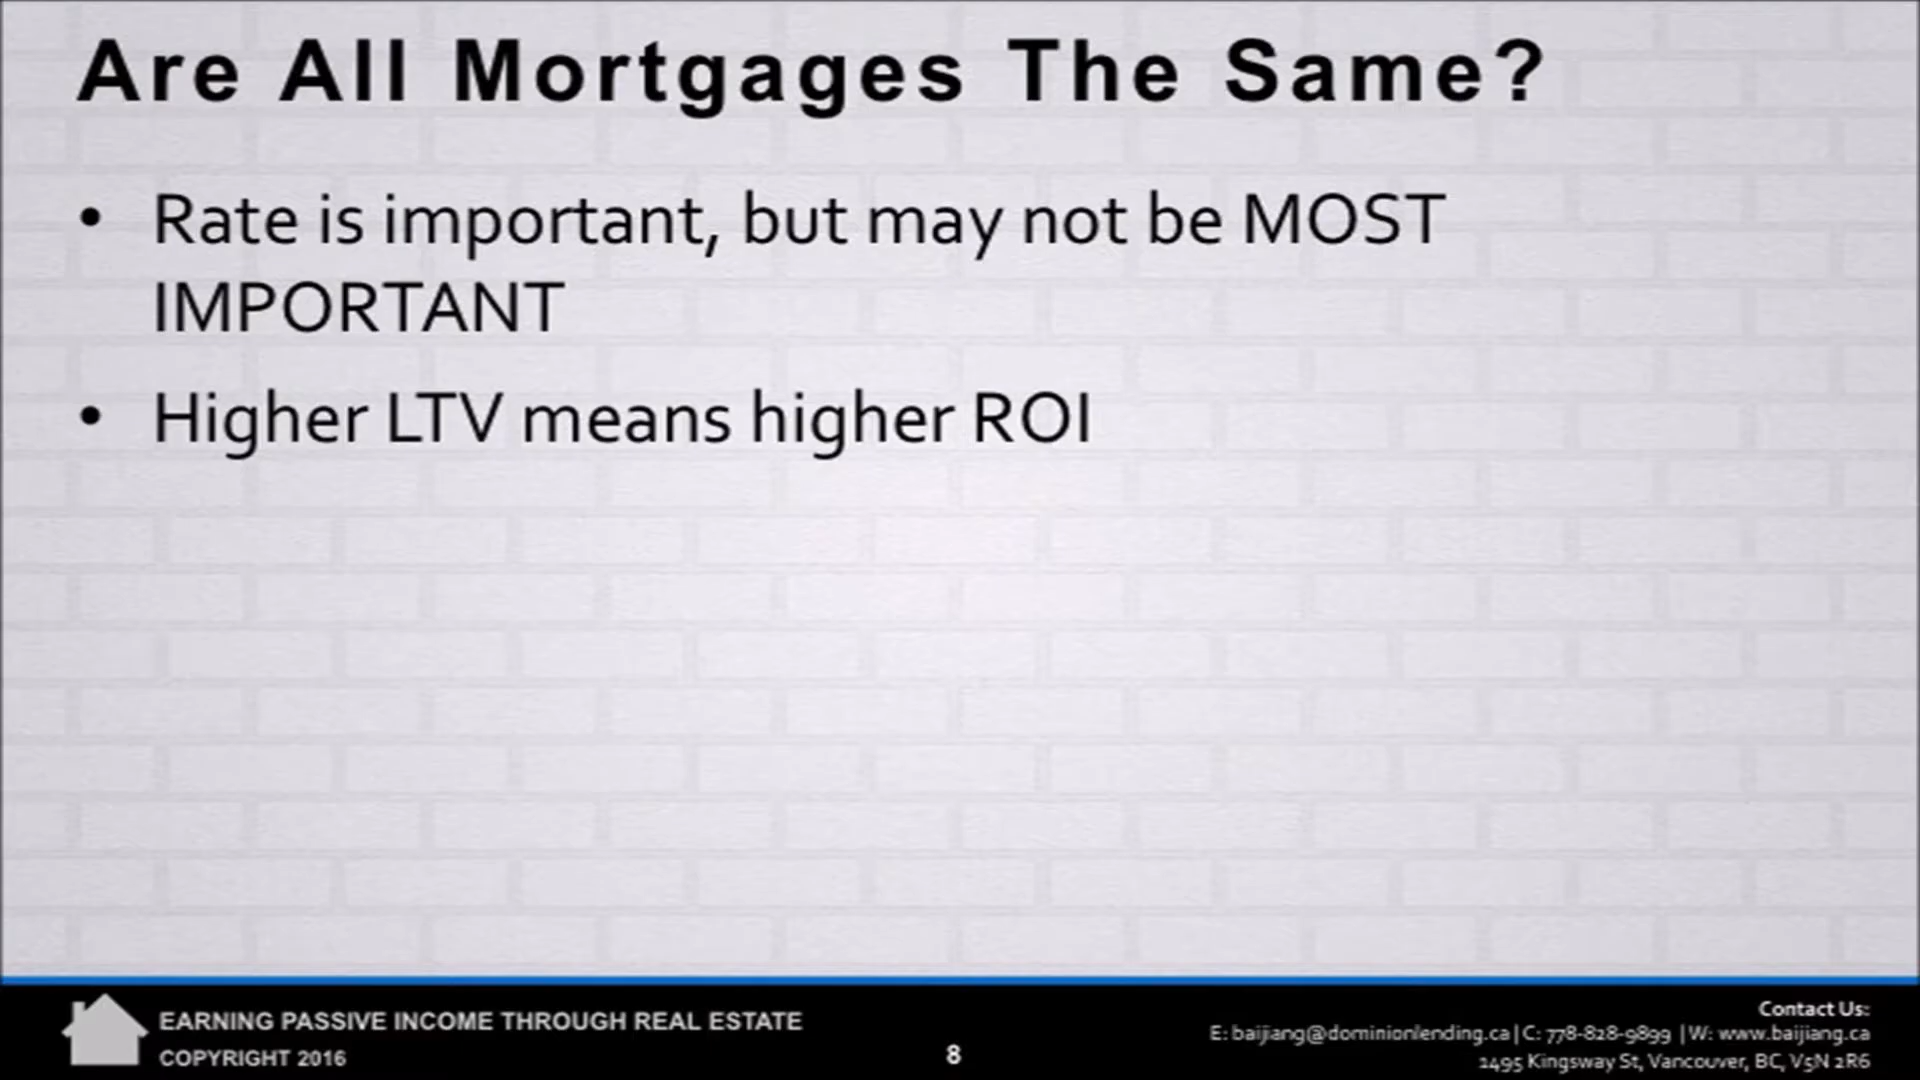 Are All Mortgages The Same?
• Rate is important, but may not be MOST
IMPORTANT
• Higher LTV means higher ROI
EARNING PASSIVE INCOME THROUGH REAL ESTATE
COPYRIGHT 2016
8
Contact Us:
E: baijiang@dominionlending.ca | C: 778-828-9899 | W: www.baijiang.ca
2495 Kingsway St, Vancouver, BC, V5N 2R6